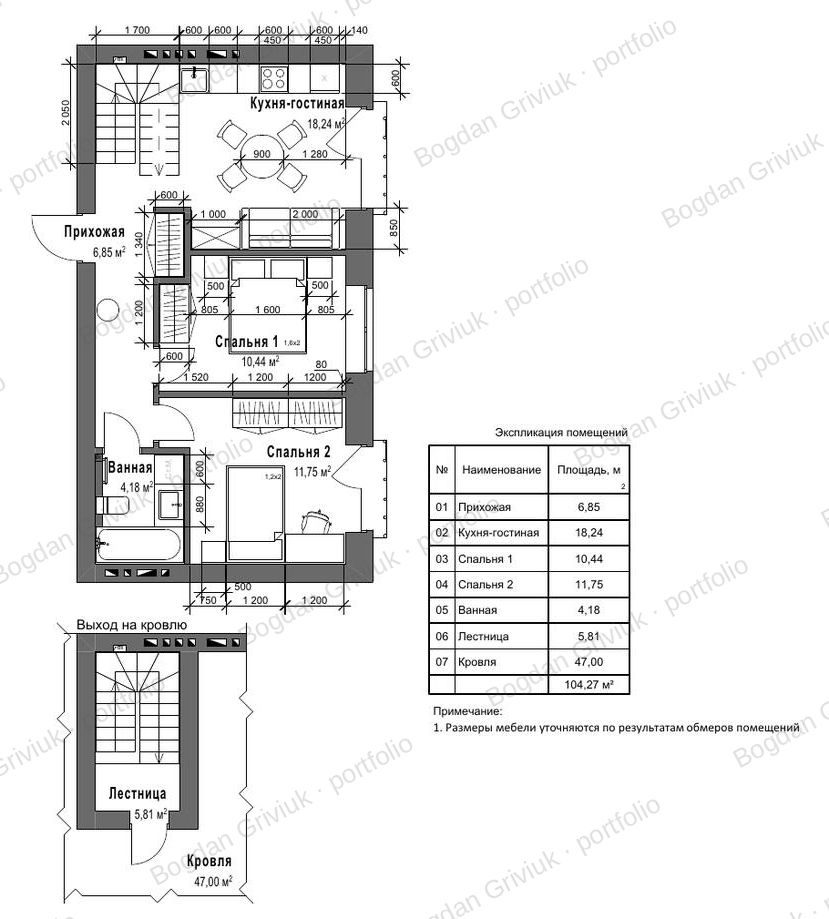 1 700 600 600 600 600 140
450 450
600
2 050
Кухня-гостиная
18,24 м²
900 1 280
600
1 000 2 000
850
Прихожая
6,85 м²
1 340
500 500
1 200
805 1 600 805
Спальня 1 1,6x2
10,44 м²
600 80
1 520 1 200 1200
Спальня 2
11,75 м²
Ванная
4,18 м²
600
1,2x2
880
500
750 1 200 1 200
Экспликация помещений
№ Наименование Площадь, м 2
01 Прихожая 6,85
02 Кухня-гостиная 18,24
03 Спальня 1 10,44
04 Спальня 2 11,75
05 Ванная 4,18
06 Лестница 5,81
07 Кровля 47,00
104,27 м²
Примечание:
1. Размеры мебели уточняются по результатам обмеров помещений
Выход на кровлю
Лестница
5,81 м²
Кровля
47,00 м²
Bogdan Griviuk · portfolio